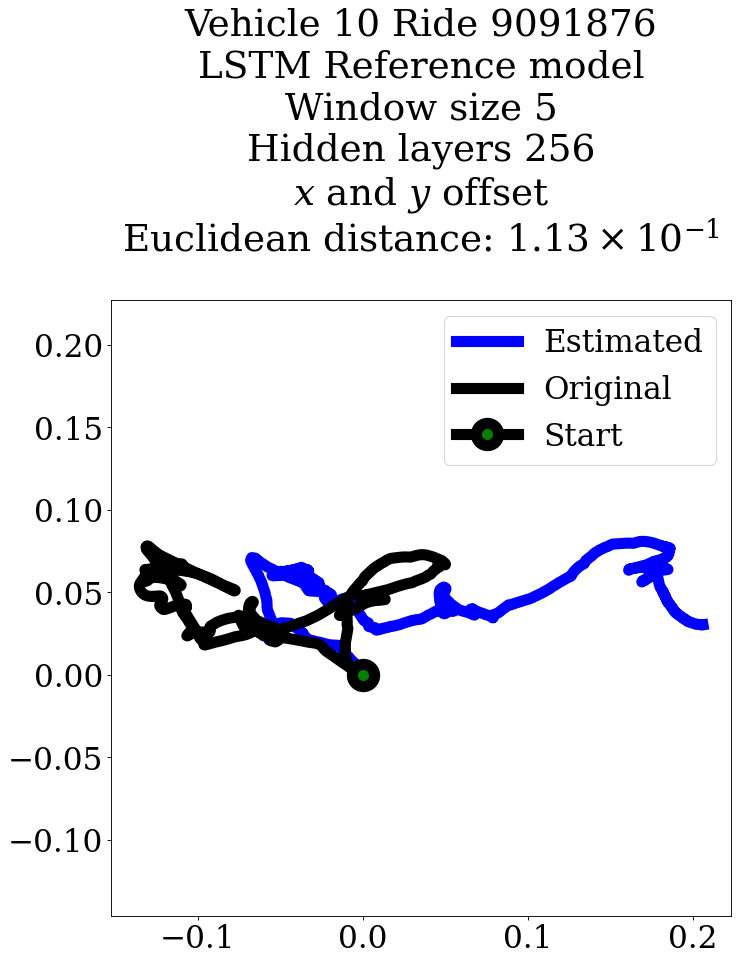 Vehicle 10 Ride 9091876
LSTM Reference model
Window size 5
Hidden layers 256
x and y offset
Euclidean distance: 1.13 × 10⁻¹
Estimated
Original
Start
0.20
0.15
0.10
0.05
0.00
−0.05
−0.10
−0.1 0.0 0.1 0.2